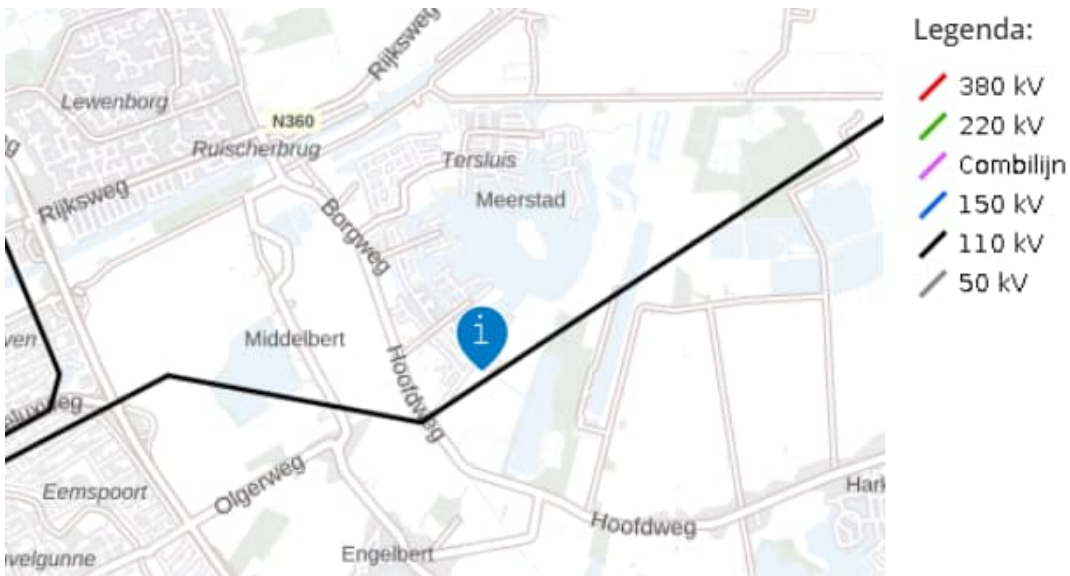 Legenda:
380 kV
220 kV
Combilijn
150 kV
110 kV
50 kV
Rijksweg
Lewenborg
N360
Ruischerbrug
Tersluis
Rijksweg
Meerstad
Borgweg
Middelbert
i
Hoofdweg
Eemspoort
Olgerweg
Hoofdweg
Engelbert